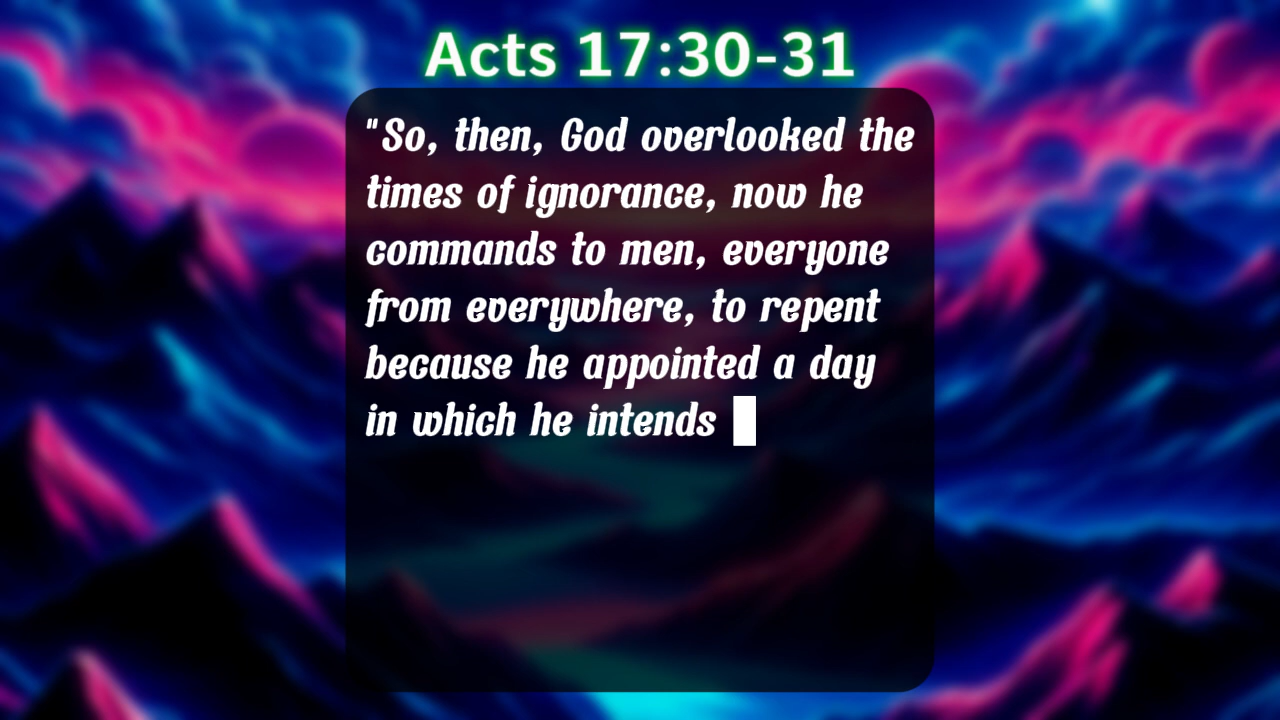 Acts 17:30-31
"So, then, God overlooked the
times of ignorance, now he
commands to men, everyone
from everywhere, to repent
because he appointed a day
in which he intends